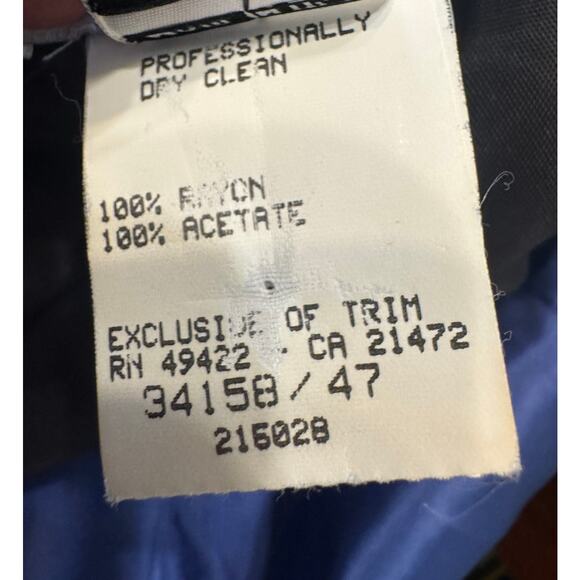 PROFESSIONALLY
DRY CLEAN
100% RAYON
100% ACETATE
EXCLUSIVE OF TRIM
RN 49422 - CA 21472
34158/47
216028